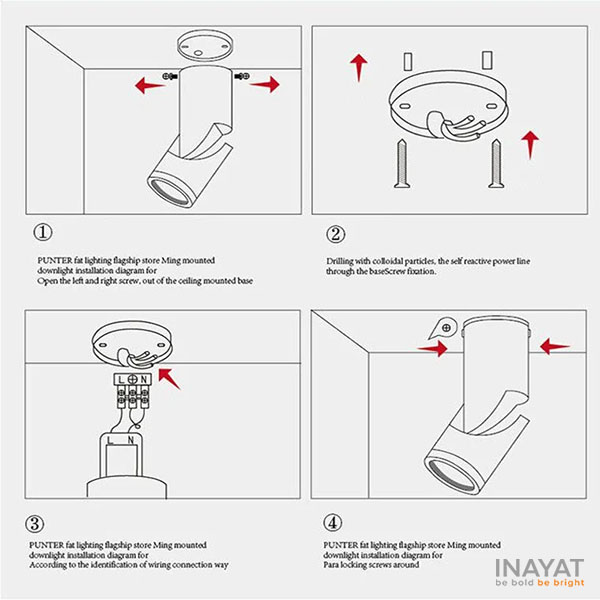 1
PUNTER fat lighting flagship store Ming mounted
downlight installation diagram for
Open the left and right screw, out of the ceiling mounted base
2
Drilling with colloidal particles, the self reactive power line
through the baseScrew fixation.
L N
L N
3
PUNTER fat lighting flagship store Ming mounted
downlight installation diagram for
According to the identification of wiring connection way
4
PUNTER fat lighting flagship store Ming mounted
downlight installation diagram for
Para locking screws around
INAYAT
be bold be bright